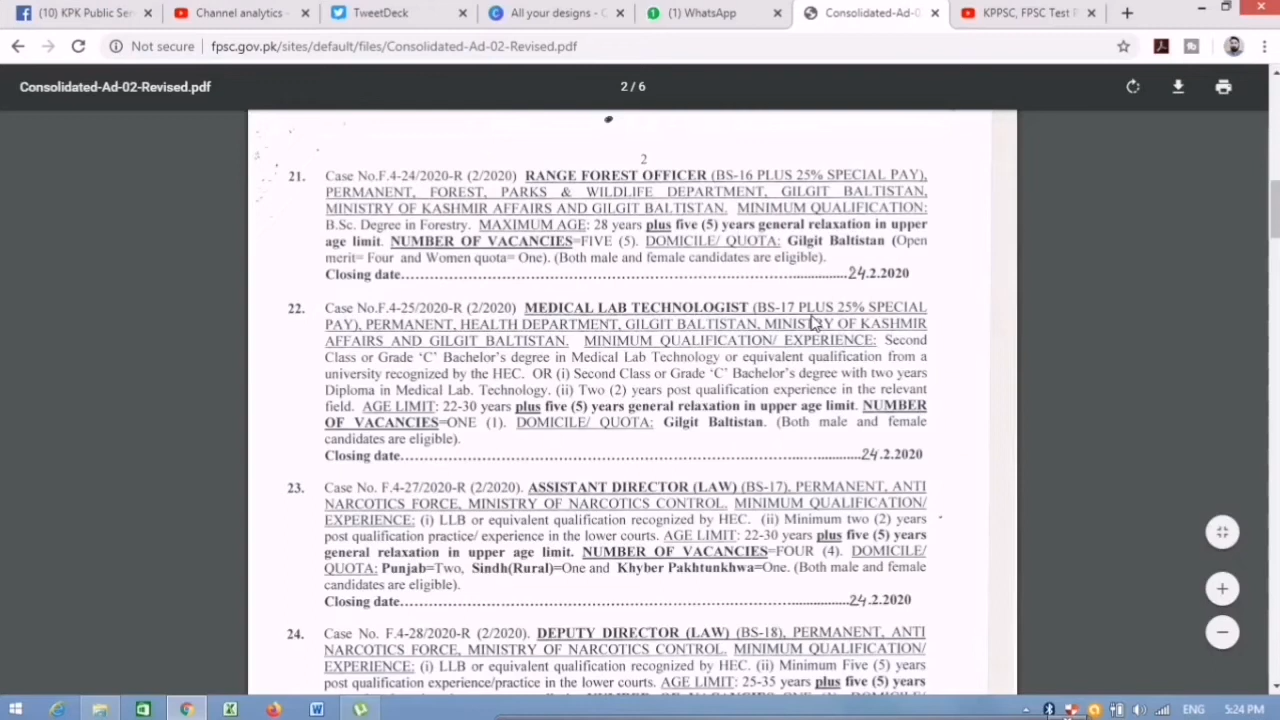 KPK Public Ser
Channel analytics -
TweetDeck
All your designs - C
(1) WhatsApp
Consolidated-Ad-0
KPPSC, FPSC Test P
Not secure
fpsc.gov.pk/sites/default/files/Consolidated-Ad-02-Revised.pdf
Consolidated-Ad-02-Revised.pdf
2 / 6
2
21. Case No.F.4-24/2020-R (2/2020) RANGE FOREST OFFICER (BS-16 PLUS 25% SPECIAL PAY),
PERMANENT, FOREST, PARKS & WILDLIFE DEPARTMENT, GILGIT BALTISTAN,
MINISTRY OF KASHMIR AFFAIRS AND GILGIT BALTISTAN. MINIMUM QUALIFICATION:
B.Sc. Degree in Forestry. MAXIMUM AGE: 28 years plus five (5) years general relaxation in upper
age limit. NUMBER OF VACANCIES=FIVE (5). DOMICILE/ QUOTA: Gilgit Baltistan (Open
merit= Four and Women quota= One). (Both male and female candidates are eligible).
Closing date....................................................................................................24.2.2020
22. Case No.F.4-25/2020-R (2/2020) MEDICAL LAB TECHNOLOGIST (BS-17 PLUS 25% SPECIAL
PAY), PERMANENT, HEALTH DEPARTMENT, GILGIT BALTISTAN, MINISTRY OF KASHMIR
AFFAIRS AND GILGIT BALTISTAN. MINIMUM QUALIFICATION/ EXPERIENCE: Second
Class or Grade ‘C’ Bachelor’s degree in Medical Lab Technology or equivalent qualification from a
university recognized by the HEC. OR (i) Second Class or Grade ‘C’ Bachelor’s degree with two years
Diploma in Medical Lab. Technology. (ii) Two (2) years post qualification experience in the relevant
field. AGE LIMIT: 22-30 years plus five (5) years general relaxation in upper age limit. NUMBER
OF VACANCIES=ONE (1). DOMICILE/ QUOTA: Gilgit Baltistan. (Both male and female
candidates are eligible).
Closing date....................................................................................................24.2.2020
23. Case No. F.4-27/2020-R (2/2020). ASSISTANT DIRECTOR (LAW) (BS-17), PERMANENT, ANTI
NARCOTICS FORCE, MINISTRY OF NARCOTICS CONTROL. MINIMUM QUALIFICATION/
EXPERIENCE: (i) LLB or equivalent qualification recognized by HEC. (ii) Minimum two (2) years
post qualification practice/ experience in the lower courts. AGE LIMIT: 22-30 years plus five (5) years
general relaxation in upper age limit. NUMBER OF VACANCIES=FOUR (4). DOMICILE/
QUOTA: Punjab=Two, Sindh(Rural)=One and Khyber Pakhtunkhwa=One. (Both male and female
candidates are eligible).
Closing date....................................................................................................24.2.2020
24. Case No. F.4-28/2020-R (2/2020). DEPUTY DIRECTOR (LAW) (BS-18), PERMANENT, ANTI
NARCOTICS FORCE, MINISTRY OF NARCOTICS CONTROL. MINIMUM QUALIFICATION/
EXPERIENCE: (i) LLB or equivalent qualification recognized by HEC. (ii) Minimum Five (5) years
post qualification experience/practice in the lower courts. AGE LIMIT: 25-35 years plus five (5) years
ENG
5:24 PM